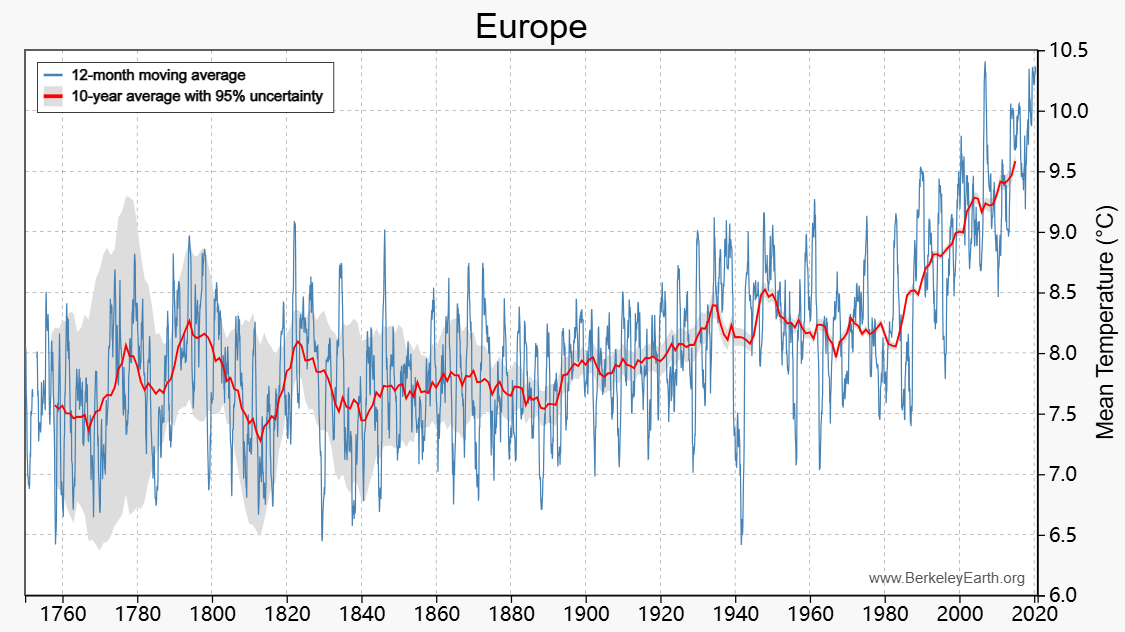 Europe
12-month moving average
10-year average with 95% uncertainty
10.5
10.0
9.5
9.0
8.5
8.0
7.5
7.0
6.5
6.0
Mean Temperature (°C)
www.BerkeleyEarth.org
1760 1780 1800 1820 1840 1860 1880 1900 1920 1940 1960 1980 2000 2020